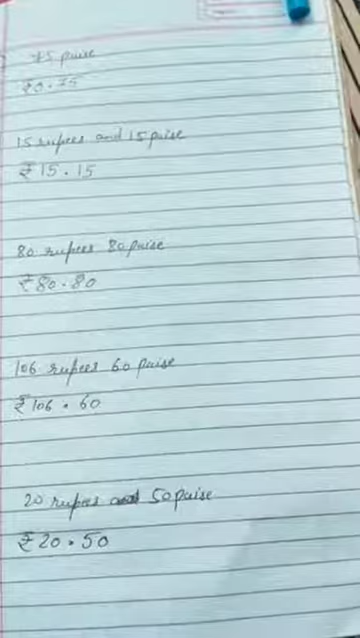 75 paise
₹0.75
15 rupees and 15 paise
₹15.15
80 rupees 80 paise
₹80.80
106 rupees 60 paise
₹106.60
20 rupees and 50 paise
₹20.50